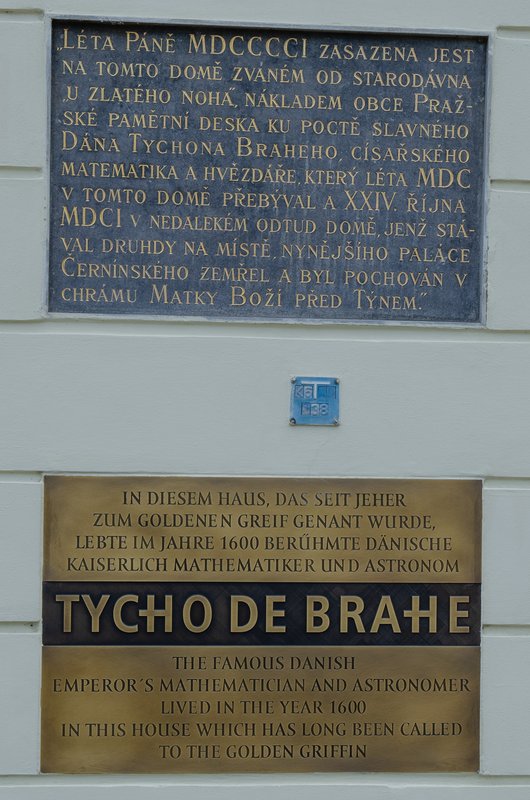 „Léta Páně MDCCCCI zasazena jest
na tomto domě zváném od starodávna
„u zlatého noha“, nákladem obce Praž-
ské pamětní deska ku poctě slavného
Dána Tychona Braheho, císařského
matematika a hvězdáře, který léta MDC
v tomto domě přebýval a XXIV. října
MDCI v nedalekém odtud domě, jenž stá-
val druhdy na místě, nynějšího paláce
Černínského zemřel a byl pochován v
chrámu Matky Boží před Týnem.“
IN DIESEM HAUS, DAS SEIT JEHER
ZUM GOLDENEN GREIF GENANT WURDE,
LEBTE IM JAHRE 1600 BERÜHMTE DÄNISCHE
KAISERLICH MATHEMATIKER UND ASTRONOM
TYCHO DE BRAHE
THE FAMOUS DANISH
EMPEROR´S MATHEMATICIAN AND ASTRONOMER
LIVED IN THE YEAR 1600
IN THIS HOUSE WHICH HAS LONG BEEN CALLED
TO THE GOLDEN GRIFFIN